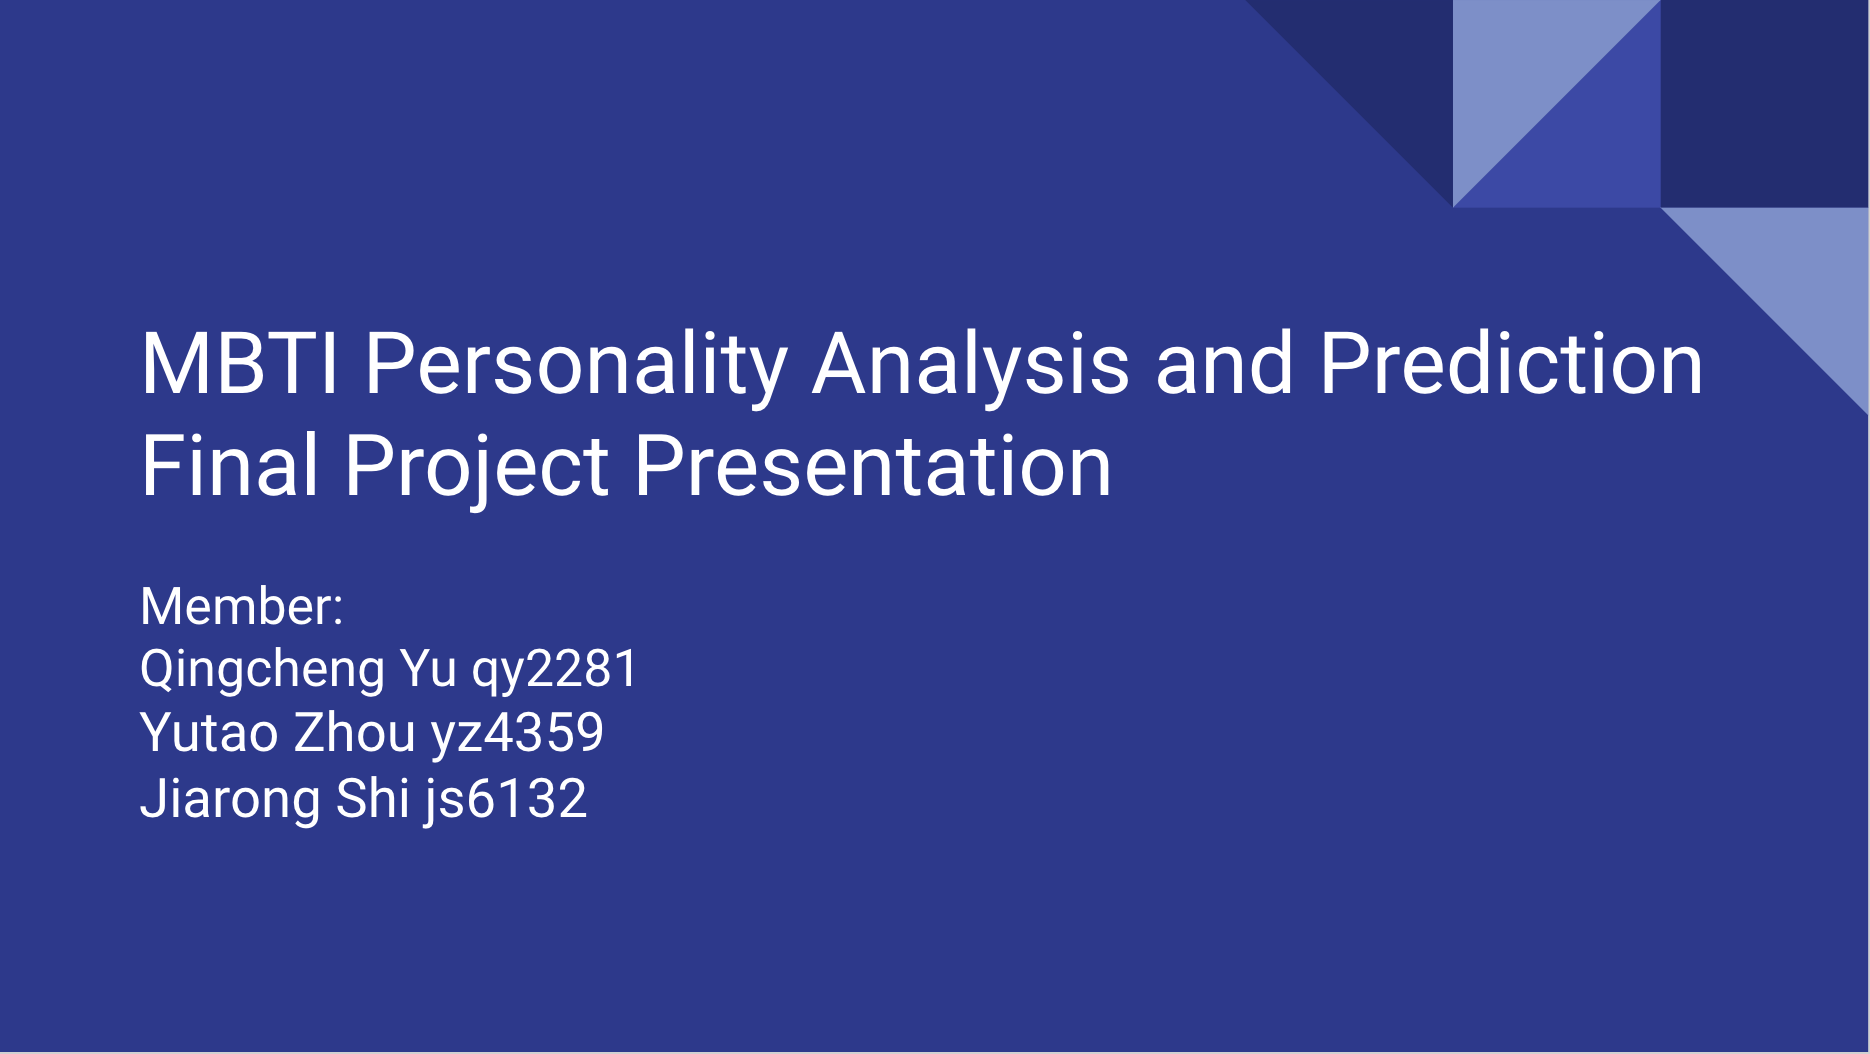 MBTI Personality Analysis and Prediction
Final Project Presentation
Member:
Qingcheng Yu qy2281
Yutao Zhou yz4359
Jiarong Shi js6132